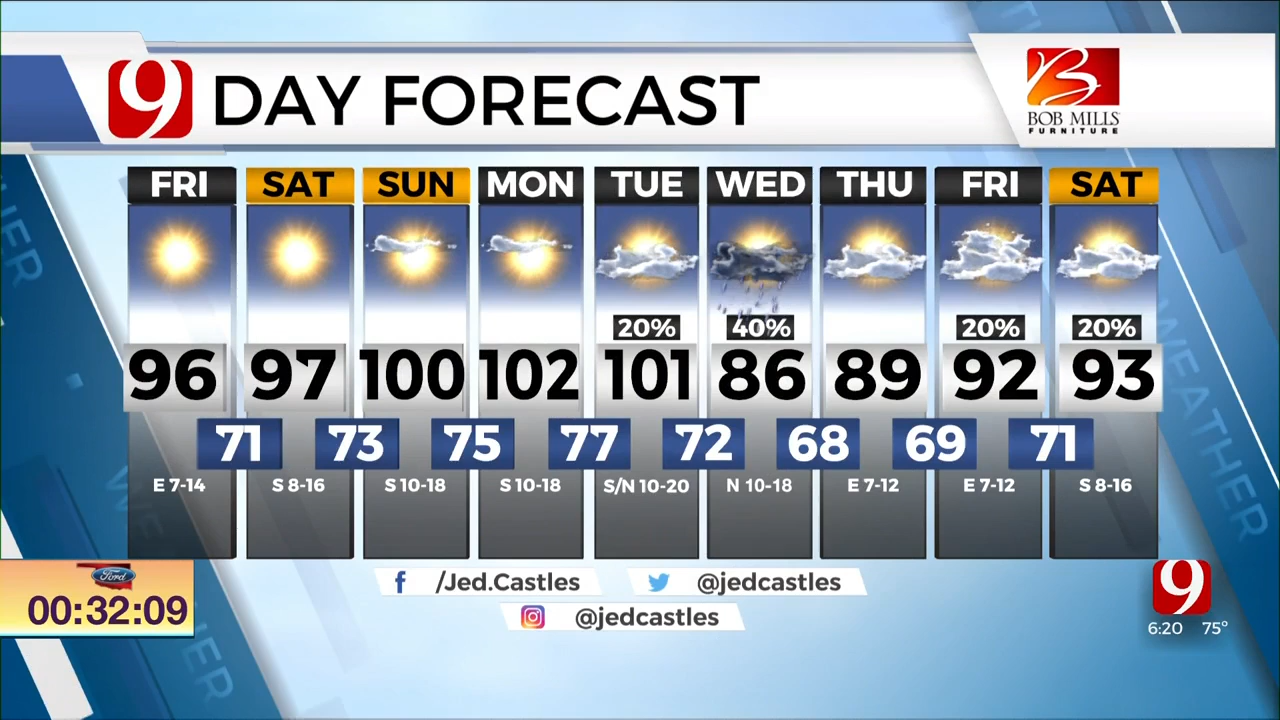 9 DAY FORECAST
B
BOB MILLS
FURNITURE
FRI SAT SUN MON TUE WED THU FRI SAT
20% 40% 20% 20%
96 97 100 102 101 86 89 92 93
71 73 75 77 72 68 69 71
E 7-14 S 8-16 S 10-18 S 10-18 S/N 10-20 N 10-18 E 7-12 E 7-12 S 8-16
Ford
00:32:09
f /Jed.Castles @jedcastles
@jedcastles
9
6:20 75°
WEATHER
WEATHER